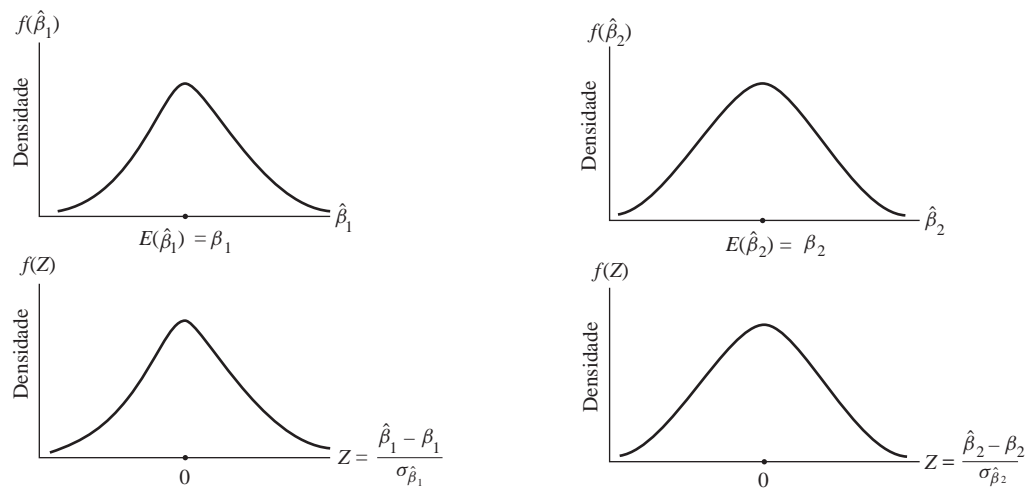 f(β̂₁)
Densidade
β̂₁
E(β̂₁) = β₁
f(β̂₂)
Densidade
β̂₂
E(β̂₂) = β₂
f(Z)
Densidade
0
Z = (β̂₁ – β₁) / σ_β̂₁
f(Z)
Densidade
0
Z = (β̂₂ – β₂) / σ_β̂₂